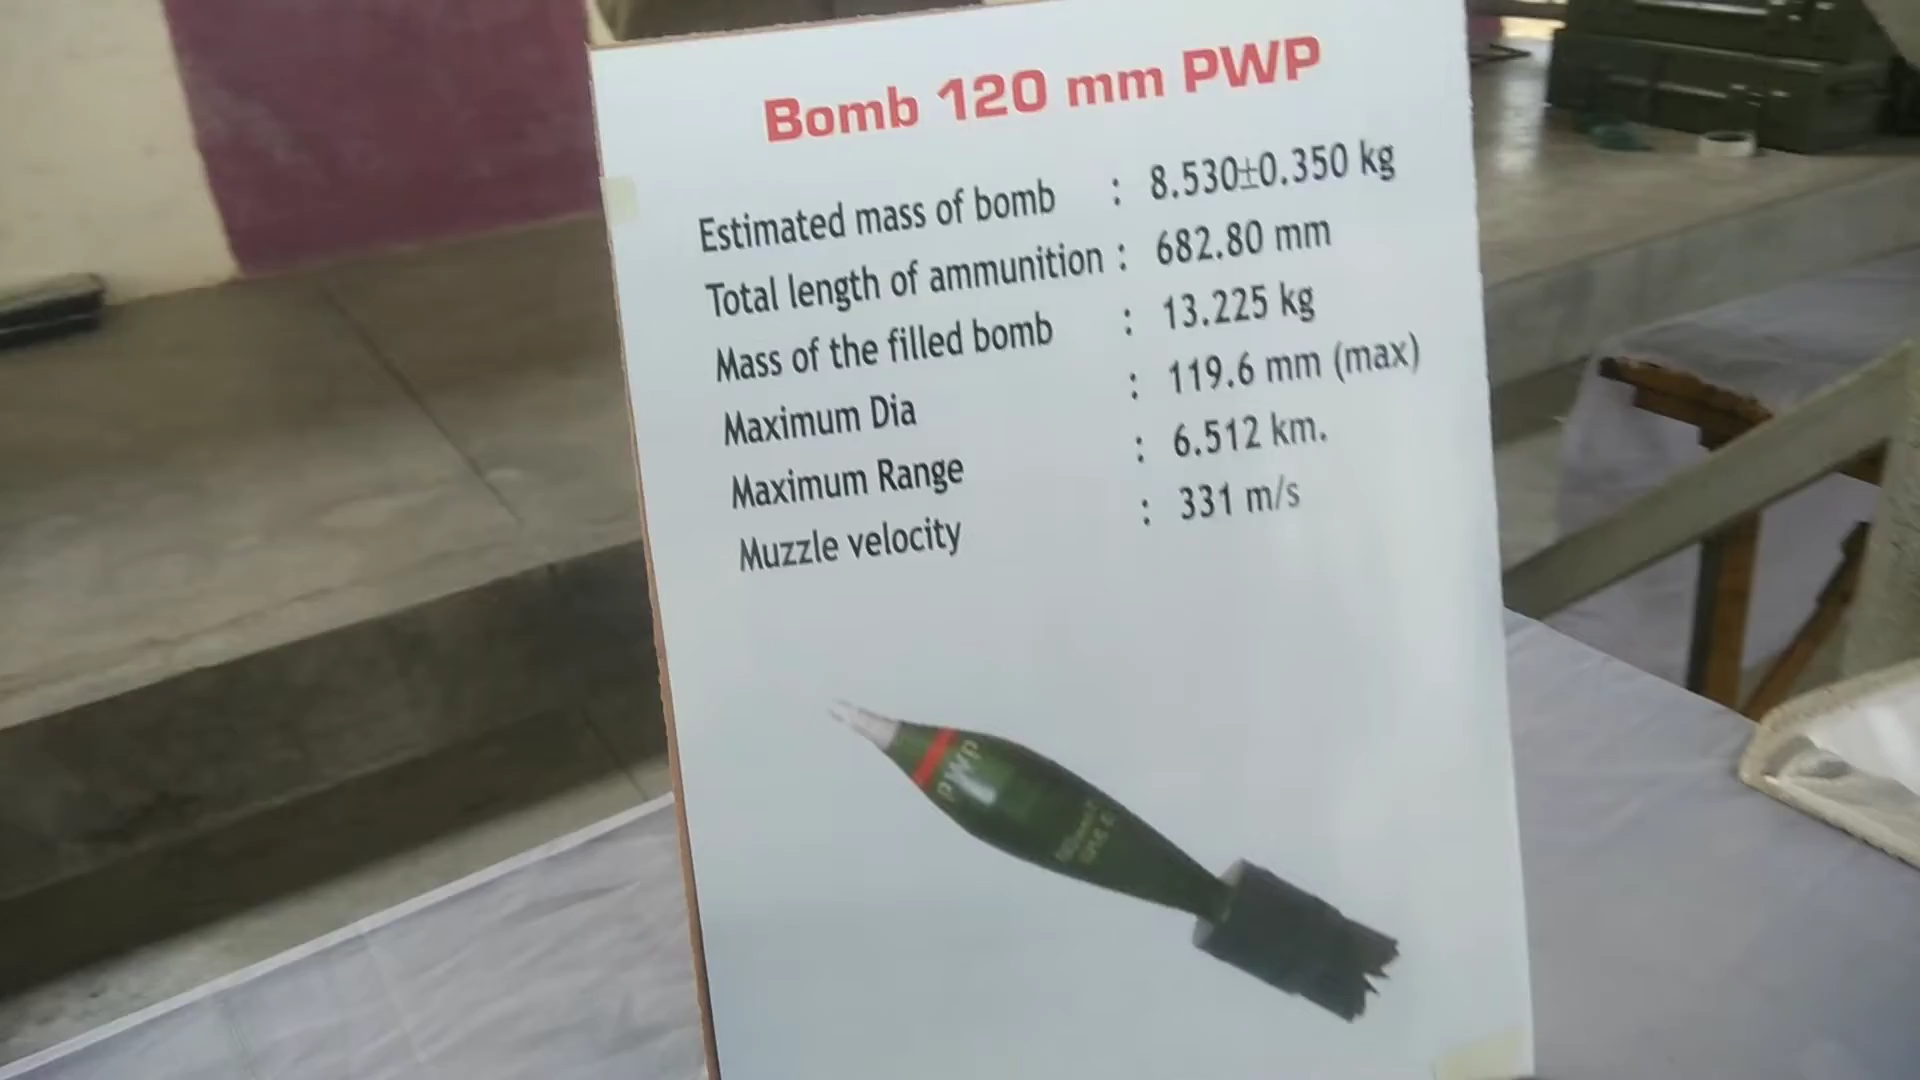 Bomb 120 mm PWP
Estimated mass of bomb : 8.530±0.350 kg
Total length of ammunition : 682.80 mm
Mass of the filled bomb : 13.225 kg
Maximum Dia : 119.6 mm (max)
Maximum Range : 6.512 km.
Muzzle velocity : 331 m/s
PWP